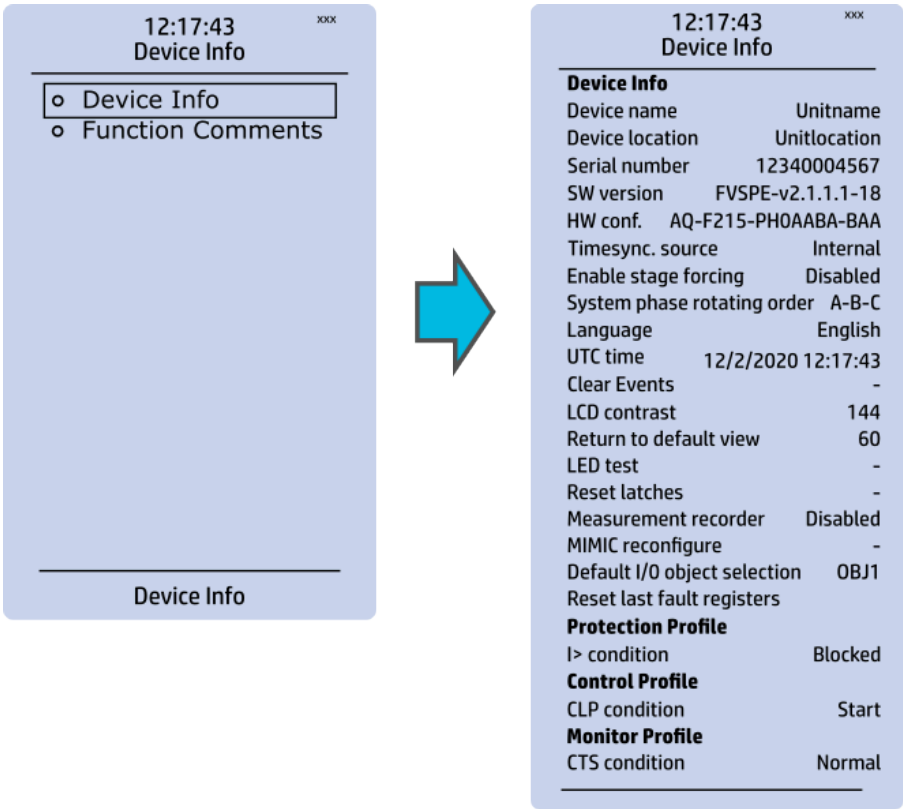 12:17:43
xxx
Device Info
Device Info
Function Comments
Device Info
12:17:43
xxx
Device Info
Device Info
Device name Unitname
Device location Unitlocation
Serial number 12340004567
SW version FVSPE-v2.1.1.1-18
HW conf. AQ-F215-PH0AABA-BAA
Timesync. source Internal
Enable stage forcing Disabled
System phase rotating order A-B-C
Language English
UTC time 12/2/2020 12:17:43
Clear Events -
LCD contrast 144
Return to default view 60
LED test -
Reset latches -
Measurement recorder Disabled
MIMIC reconfigure -
Default I/0 object selection OBJ1
Reset last fault registers
Protection Profile
I> condition Blocked
Control Profile
CLP condition Start
Monitor Profile
CTS condition Normal